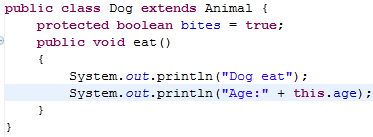 public class Dog extends Animal {
    protected boolean bites = true;
    public void eat()
    {
        System.out.println("Dog eat");
        System.out.println("Age:" + this.age);
    }
}